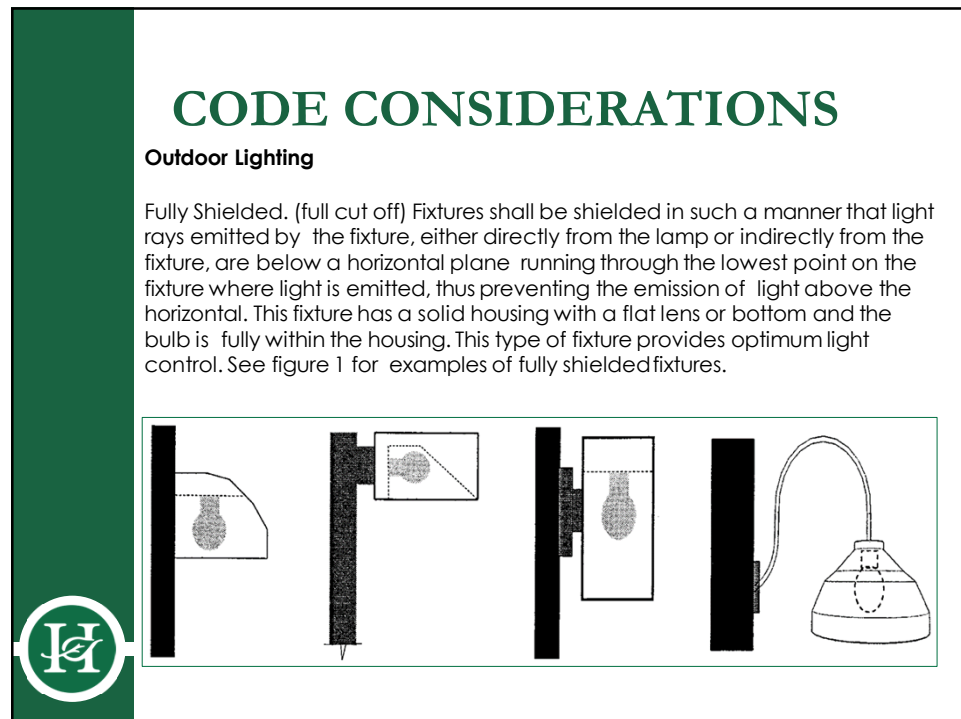 CODE CONSIDERATIONS
Outdoor Lighting
Fully Shielded. (full cut off) Fixtures shall be shielded in such a manner that light
rays emitted by the fixture, either directly from the lamp or indirectly from the
fixture, are below a horizontal plane running through the lowest point on the
fixture where light is emitted, thus preventing the emission of light above the
horizontal. This fixture has a solid housing with a flat lens or bottom and the
bulb is fully within the housing. This type of fixture provides optimum light
control. See figure 1 for examples of fully shielded fixtures.
H